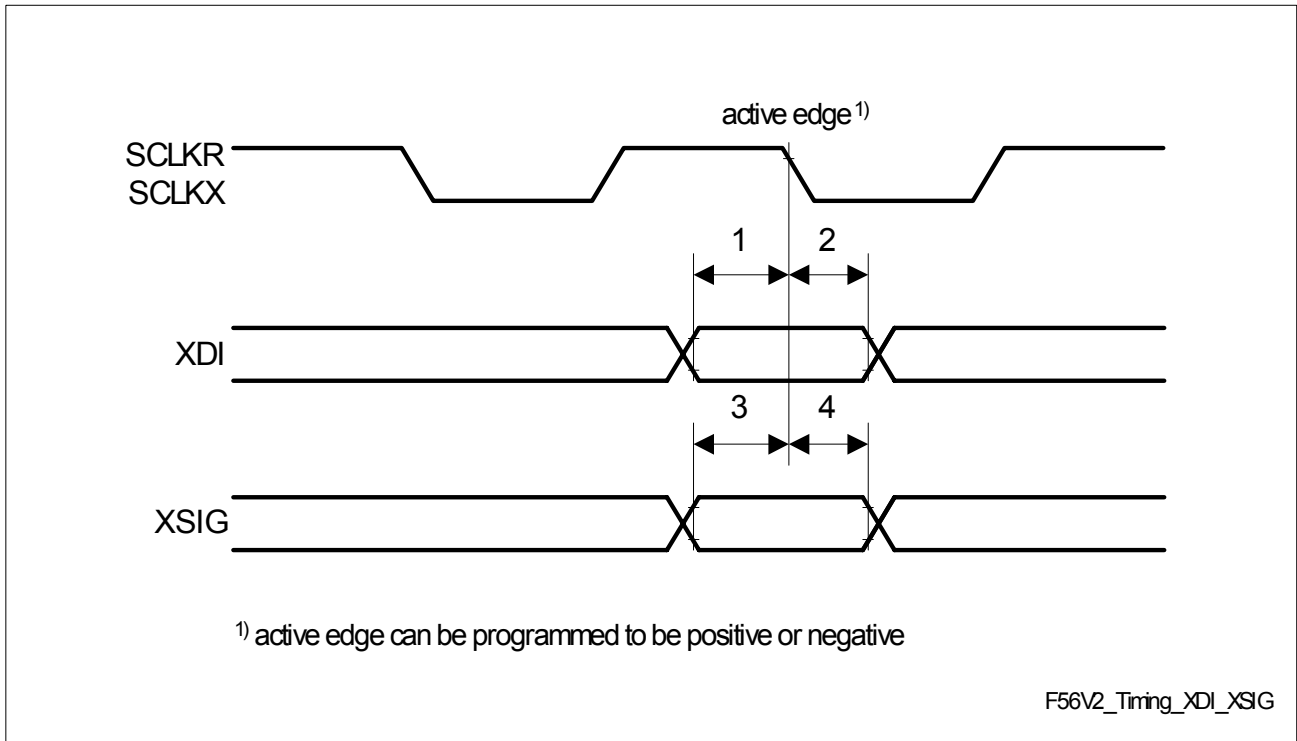 active edge 1)
SCLKR
SCLKX
1 2
XDI
3 4
XSIG
1) active edge can be programmed to be positive or negative
F56V2_Timing_XDI_XSIG